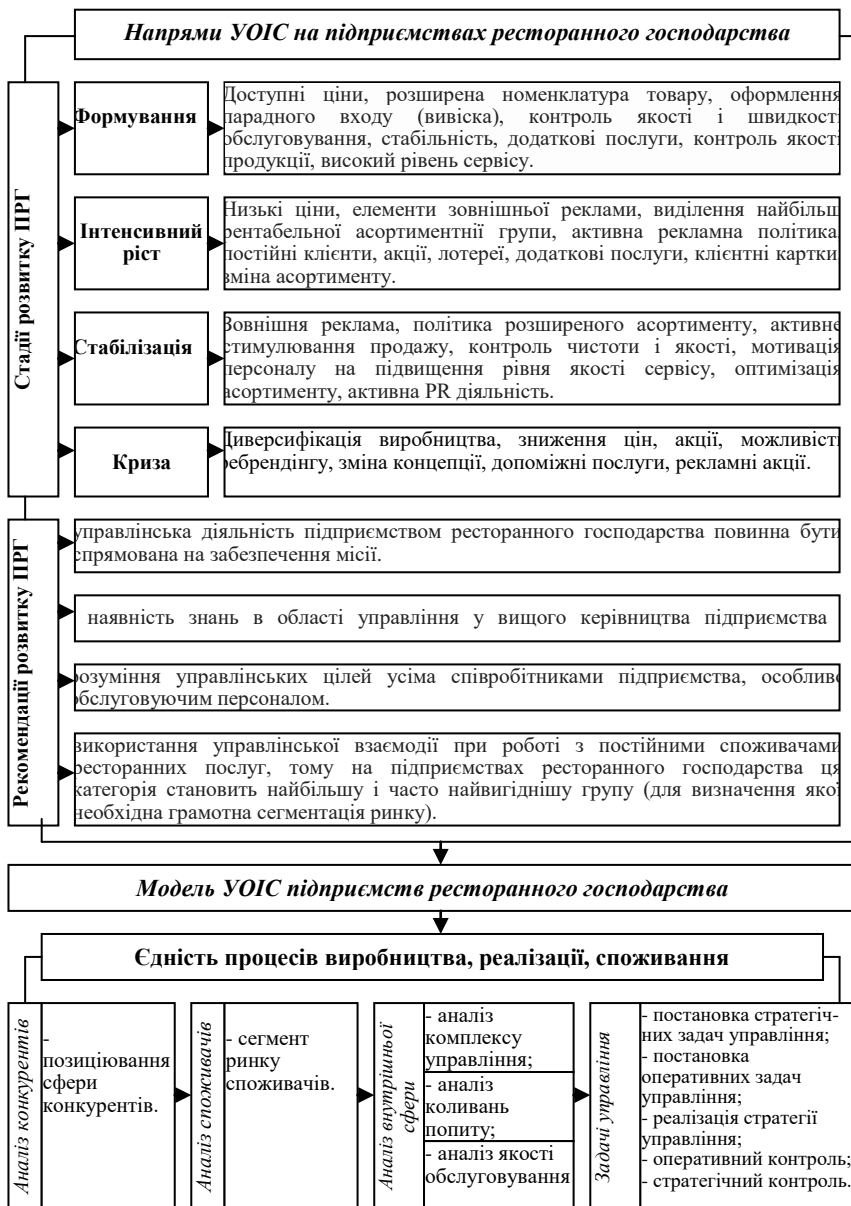 Напрями УОІС на підприємствах ресторанного господарства
Стадії розвитку ПРГ
Формування
Доступні ціни, розширена номенклатура товару, оформлення
парадного входу (вивіска), контроль якості і швидкості
обслуговування, стабільність, додаткові послуги, контроль якості
продукції, високий рівень сервісу.
Інтенсивний
ріст
Низькі ціни, елементи зовнішньої реклами, виділення найбільш
рентабельної асортиментнії групи, активна рекламна політика
постійні клієнти, акції, лотереї, додаткові послуги, клієнтні картки
зміна асортименту.
Стабілізація
Зовнішня реклама, політика розширеного асортименту, активне
стимулювання продажу, контроль чистоти і якості, мотивація
персоналу на підвищення рівня якості сервісу, оптимізація
асортименту, активна PR діяльність.
Криза
Диверсифікація виробництва, зниження цін, акції, можливість
ребрендінгу, зміна концепції, допоміжні послуги, рекламні акції.
Рекомендації розвитку ПРГ
управлінська діяльність підприємством ресторанного господарства повинна бути
спрямована на забезпечення місії.
наявність знань в області управління у вищого керівництва підприємства
розуміння управлінських цілей усіма співробітниками підприємства, особливо
обслуговуючим персоналом.
використання управлінської взаємодії при роботі з постійними споживачами
ресторанних послуг, тому на підприємствах ресторанного господарства ця
категорія становить найбільшу і часто найвигіднішу групу (для визначення якої
необхідна грамотна сегментація ринку).
Модель УОІС підприємств ресторанного господарства
Єдність процесів виробництва, реалізації, споживання
Аналіз конкурентів
-
позиціювання
сфери
конкурентів.
Аналіз споживачів
- сегмент
ринку
споживачів.
Аналіз внутрішньої
сфери
- аналіз
комплексу
управління;
- аналіз
коливань
попиту;
- аналіз якості
обслуговування
Задачі управління
- постановка стратегіч-
них задач управління;
- постановка
оперативних задач
управління;
- реалізація стратегії
управління;
- оперативний контроль;
- стратегічний контроль.